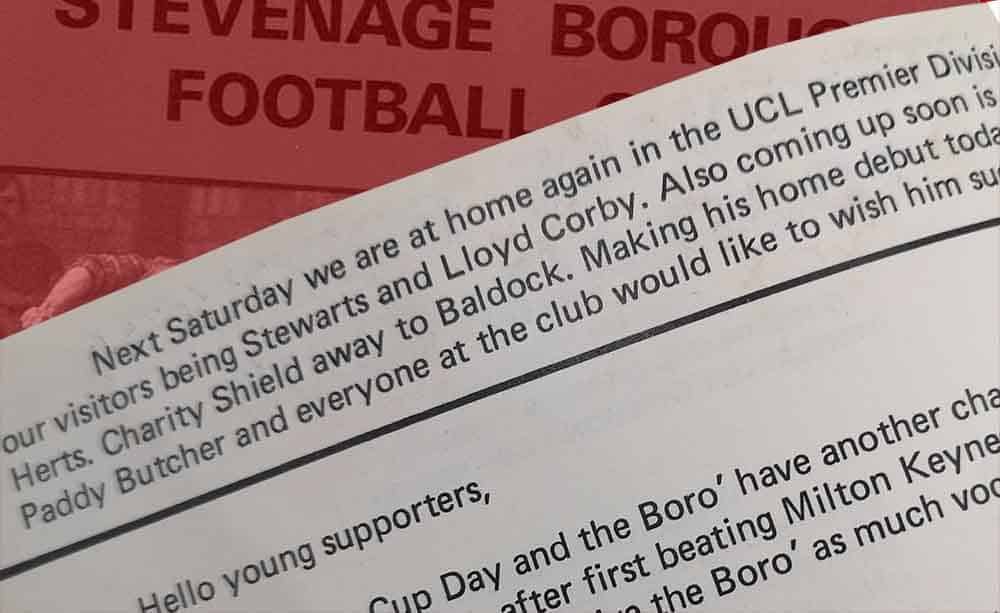 STEVENAGE BOROU
FOOTBALL
Next Saturday we are at home again in the UCL Premier Divisi
our visitors being Stewarts and Lloyd Corby. Also coming up soon is
Herts. Charity Shield away to Baldock. Making his home debut toda
Paddy Butcher and everyone at the club would like to wish him su
Hello young supporters,
Cup Day and the Boro' have another cha
after first beating Milton Keyne
the Boro' as much voc